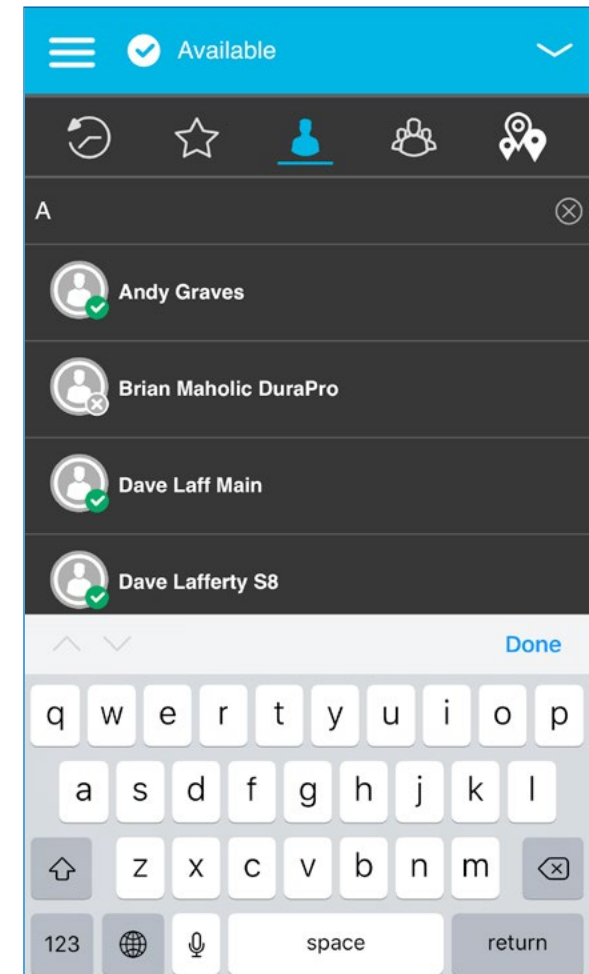 Available
A
Andy Graves
Brian Maholic DuraPro
Dave Laff Main
Dave Lafferty S8
Done
q w e r t y u i o p
a s d f g h j k l
z x c v b n m
123 space return